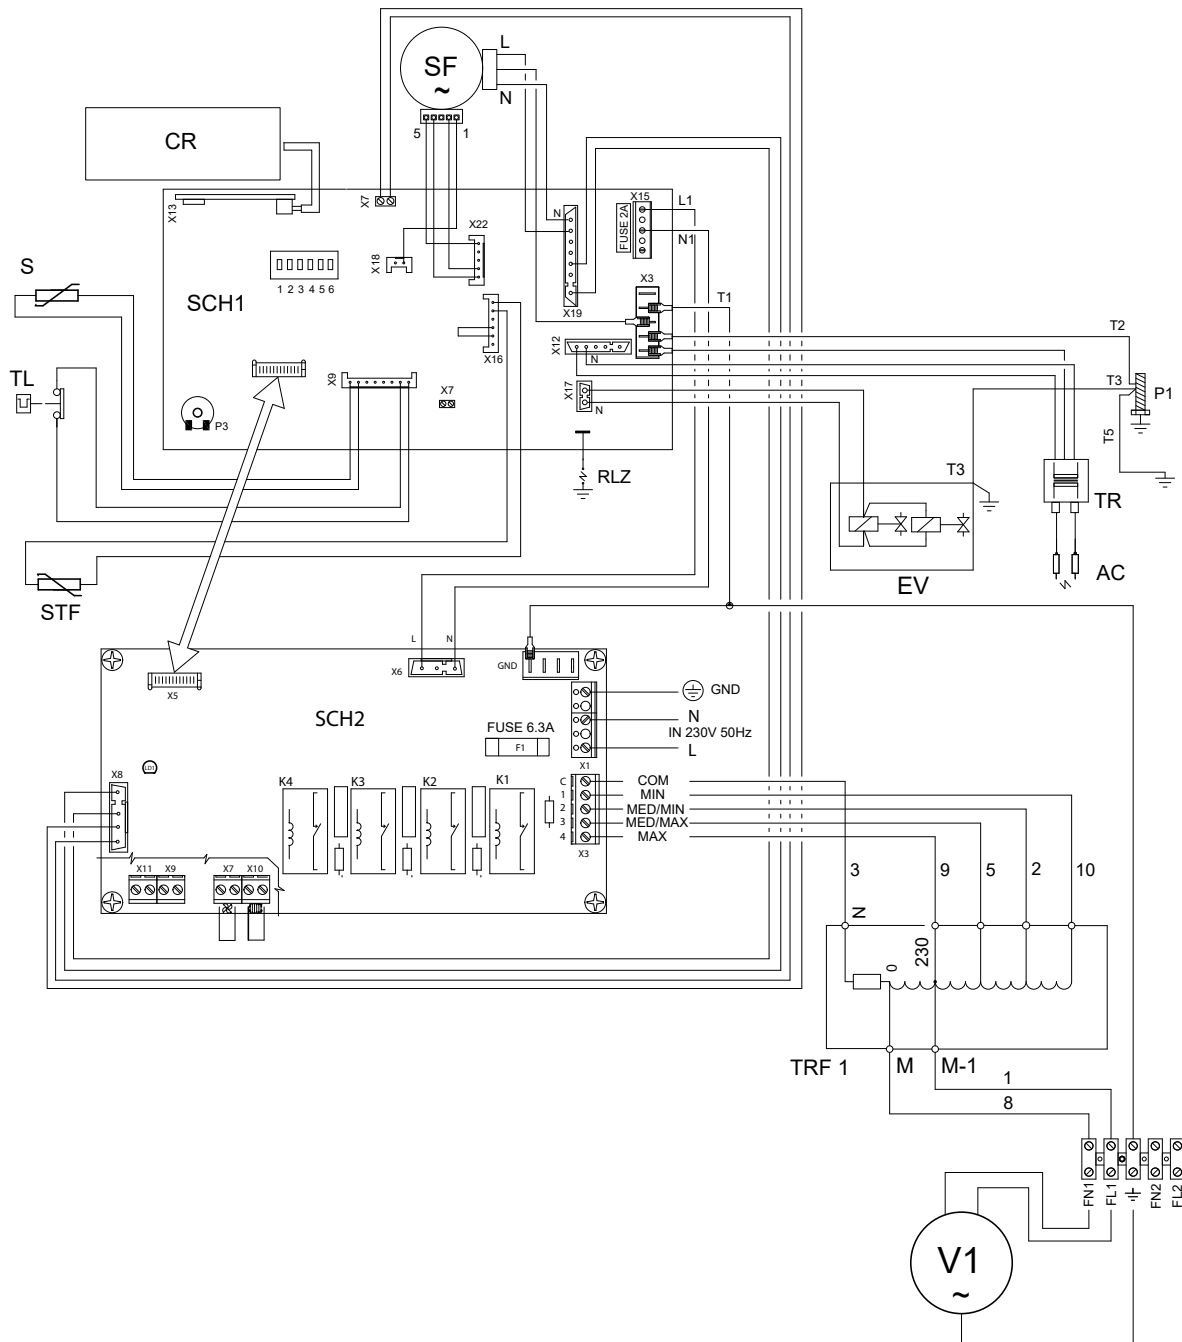 SF
~
L
N
5
1
CR
X13
X7
X22
X18
N
X19
X15
FUSE 2A
L1
N1
1 2 3 4 5 6
SCH1
S
X16
X3
T1
X12
N
T2
T3
P1
T5
TL
X9
X7
X17
N
P3
RLZ
T3
TR
STF
EV
AC
L
N
X6
GND
X5
SCH2
GND
N
IN 230V 50Hz
L
FUSE 6.3A
F1
X1
LD1
X8
K4
K3
K2
K1
C
1
2
3
4
X3
COM
MIN
MED/MIN
MED/MAX
MAX
X11
X9
X7
X10
3
9
5
2
10
N
0
230
TRF 1
M
M-1
1
8
FN1
FL1
FN2
FL2
V1
~